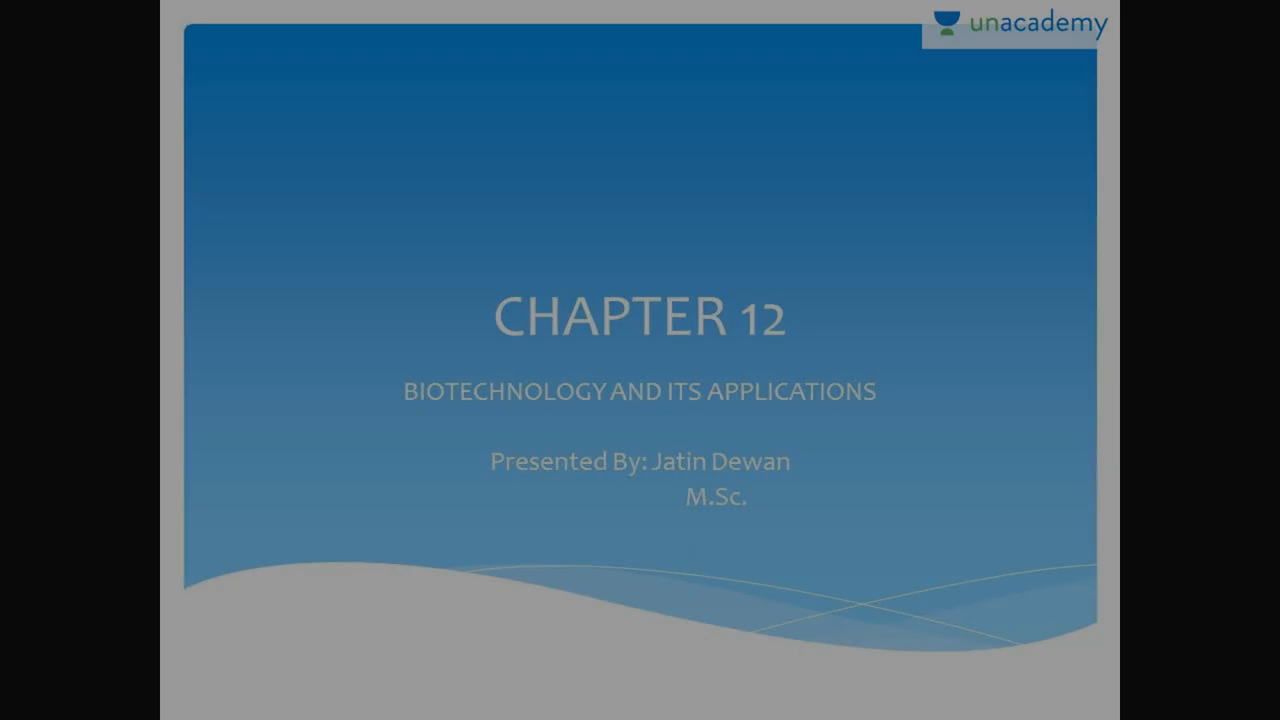 unacademy
CHAPTER 12
BIOTECHNOLOGY AND ITS APPLICATIONS
Presented By: Jatin Dewan
M.Sc.